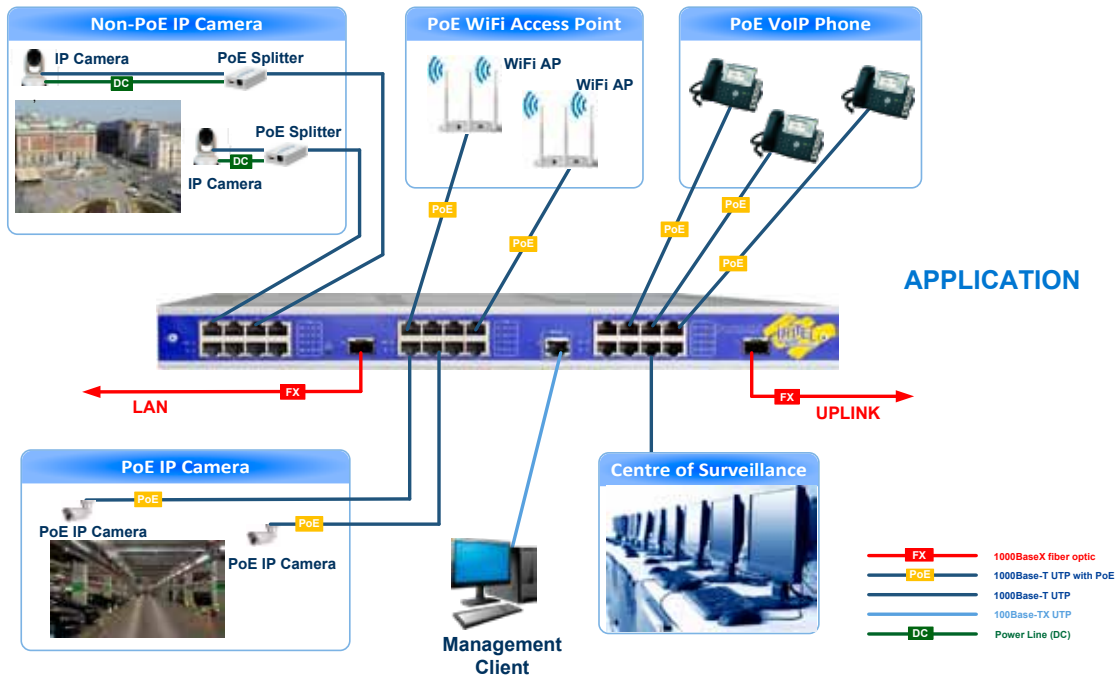 Non-PoE IP Camera
IP Camera
PoE Splitter
DC
PoE Splitter
DC
IP Camera
PoE WiFi Access Point
WiFi AP
WiFi AP
PoE VoIP Phone
PoE
PoE
PoE
PoE
PoE
APPLICATION
IRITEL
FX
LAN
FX
UPLINK
PoE IP Camera
PoE
PoE IP Camera
PoE
PoE IP Camera
Management
Client
Centre of Surveillance
FX
1000BaseX fiber optic
PoE
1000Base-T UTP with PoE
1000Base-T UTP
100Base-TX UTP
DC
Power Line (DC)